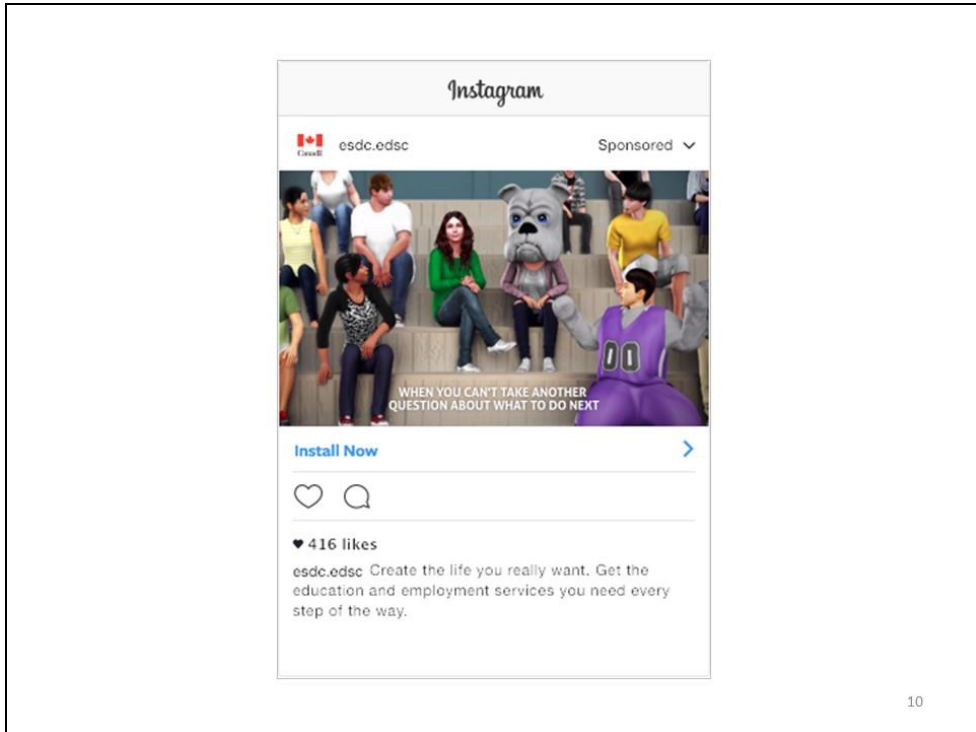 Instagram
Canada
esdc.edsc
Sponsored
00
WHEN YOU CAN'T TAKE ANOTHER
QUESTION ABOUT WHAT TO DO NEXT
Install Now
416 likes
esdc.edsc Create the life you really want. Get the
education and employment services you need every
step of the way.
10